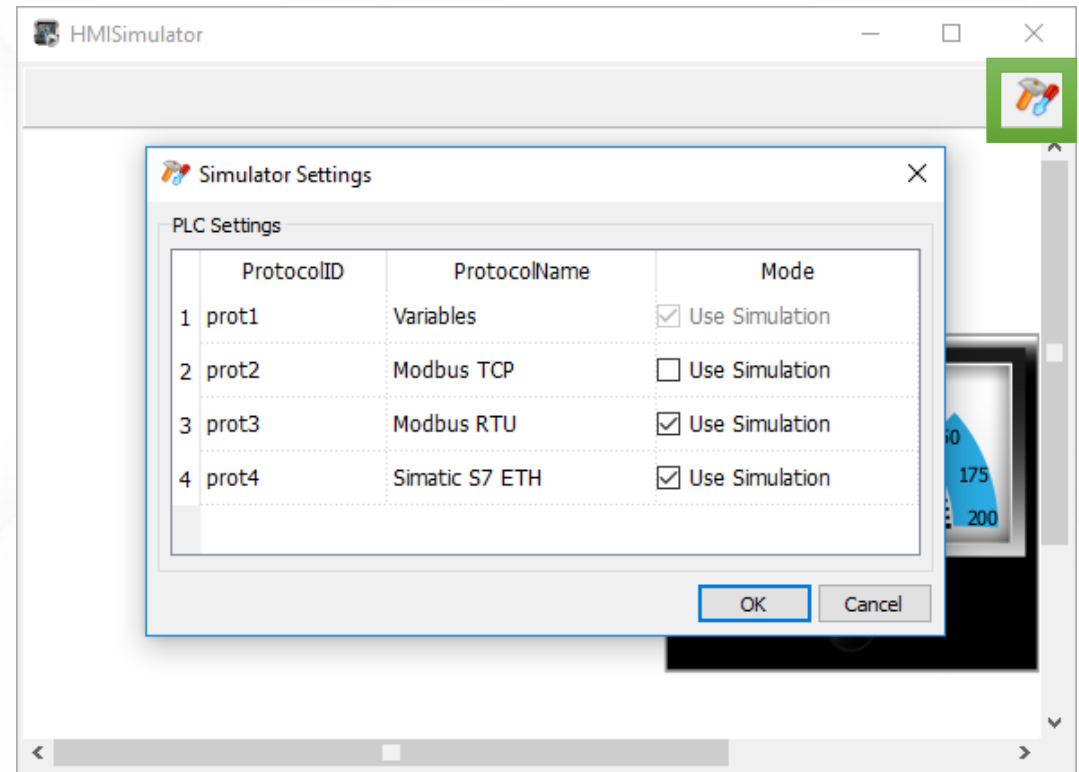 HMISimulator
Simulator Settings
PLC Settings
ProtocolID ProtocolName Mode
1 prot1 Variables Use Simulation
2 prot2 Modbus TCP Use Simulation
3 prot3 Modbus RTU Use Simulation
4 prot4 Simatic S7 ETH Use Simulation
175
200
OK Cancel